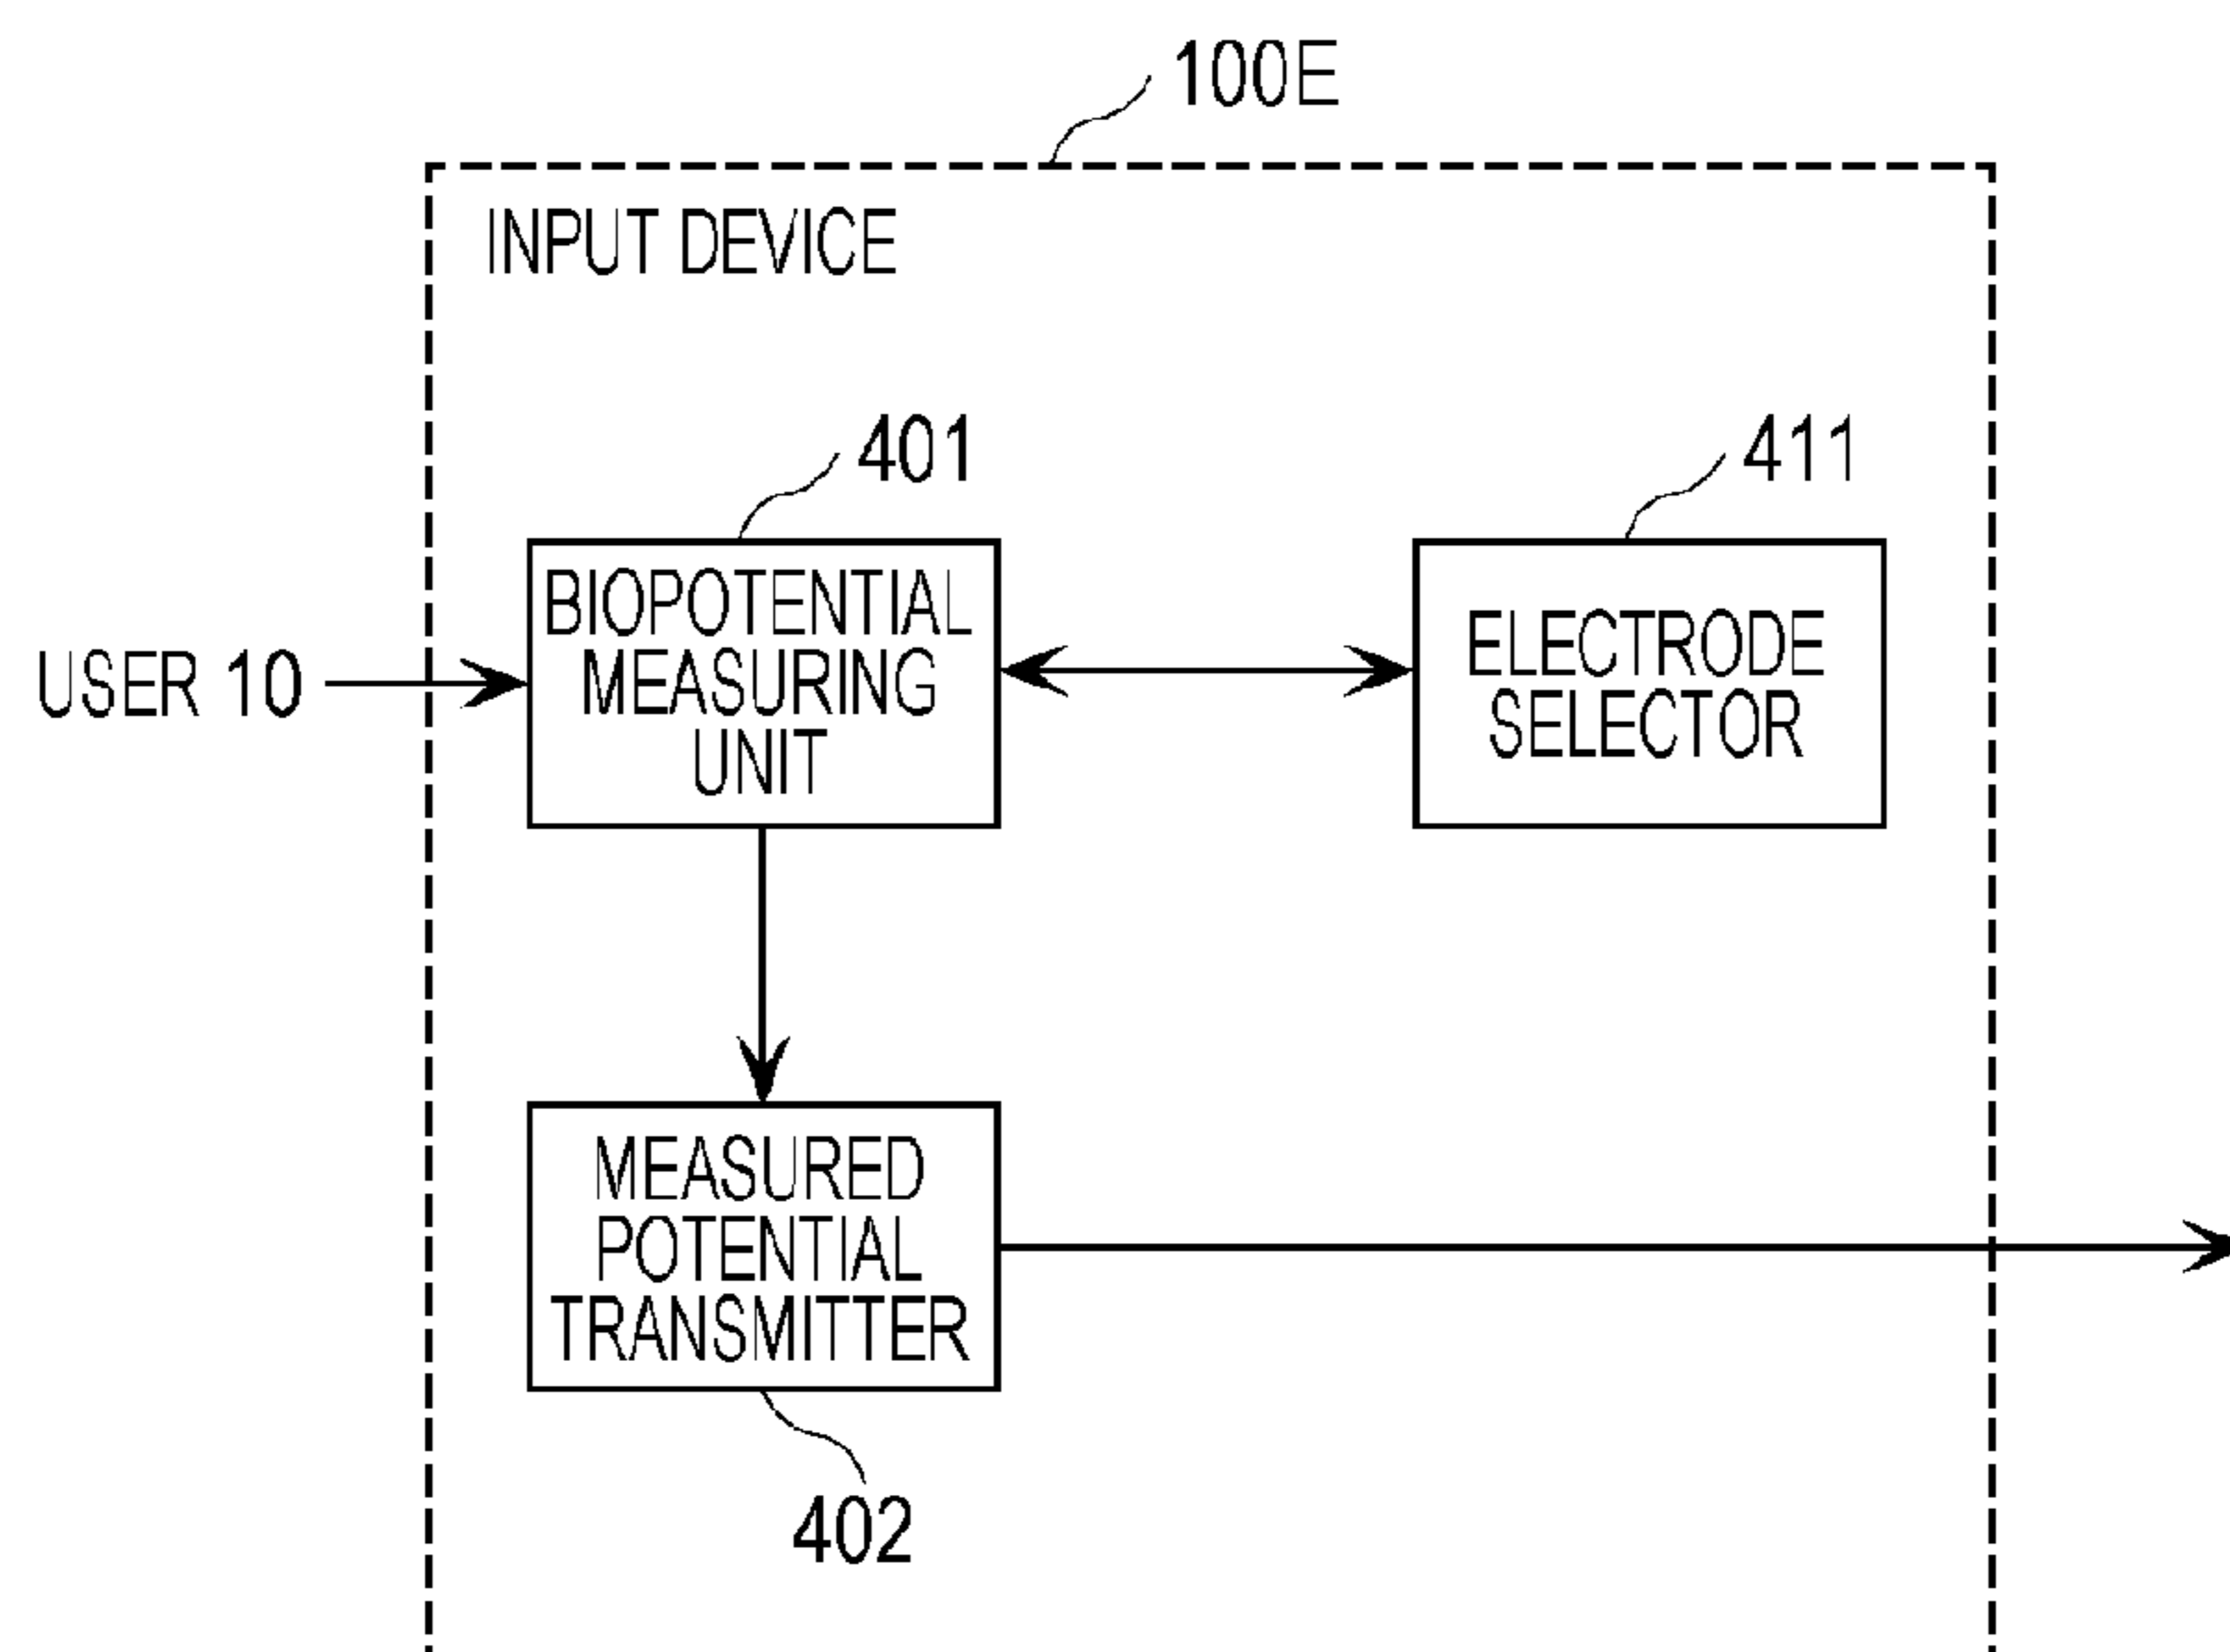 100E
INPUT DEVICE
401
411
BIOPOTENTIAL
MEASURING
UNIT
ELECTRODE
SELECTOR
USER 10
MEASURED
POTENTIAL
TRANSMITTER
402